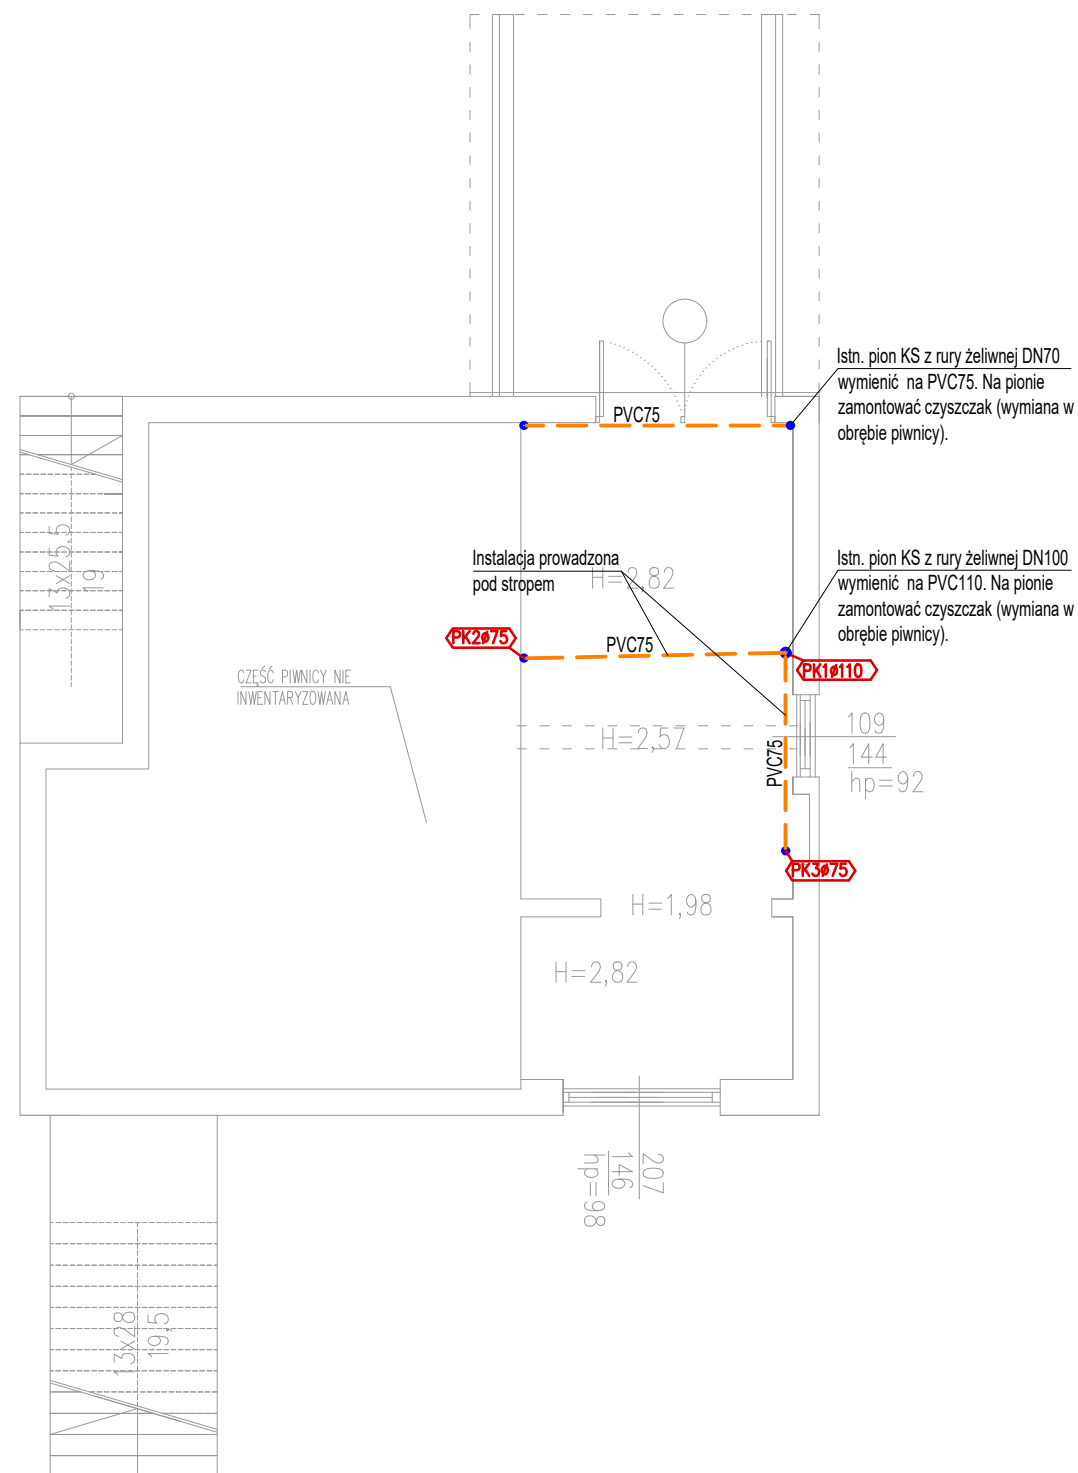 Istn. pion KS z rury żeliwnej DN70
wymienić na PVC75. Na pionie
zamontować czyszczak (wymiana w
obrębie piwnicy).
PVC75
13x25,5
19
Instalacja prowadzona
pod stropem
H=2,82
Istn. pion KS z rury żeliwnej DN100
wymienić na PVC110. Na pionie
zamontować czyszczak (wymiana w
obrębie piwnicy).
PK2ø75
PVC75
PK1ø110
CZĘŚĆ PIWNICY NIE
INWENTARYZOWANA
H=2,57
PVC75
109
144
hp=92
PK3ø75
H=1,98
H=2,82
207
146
hp=98
13x28
19,5